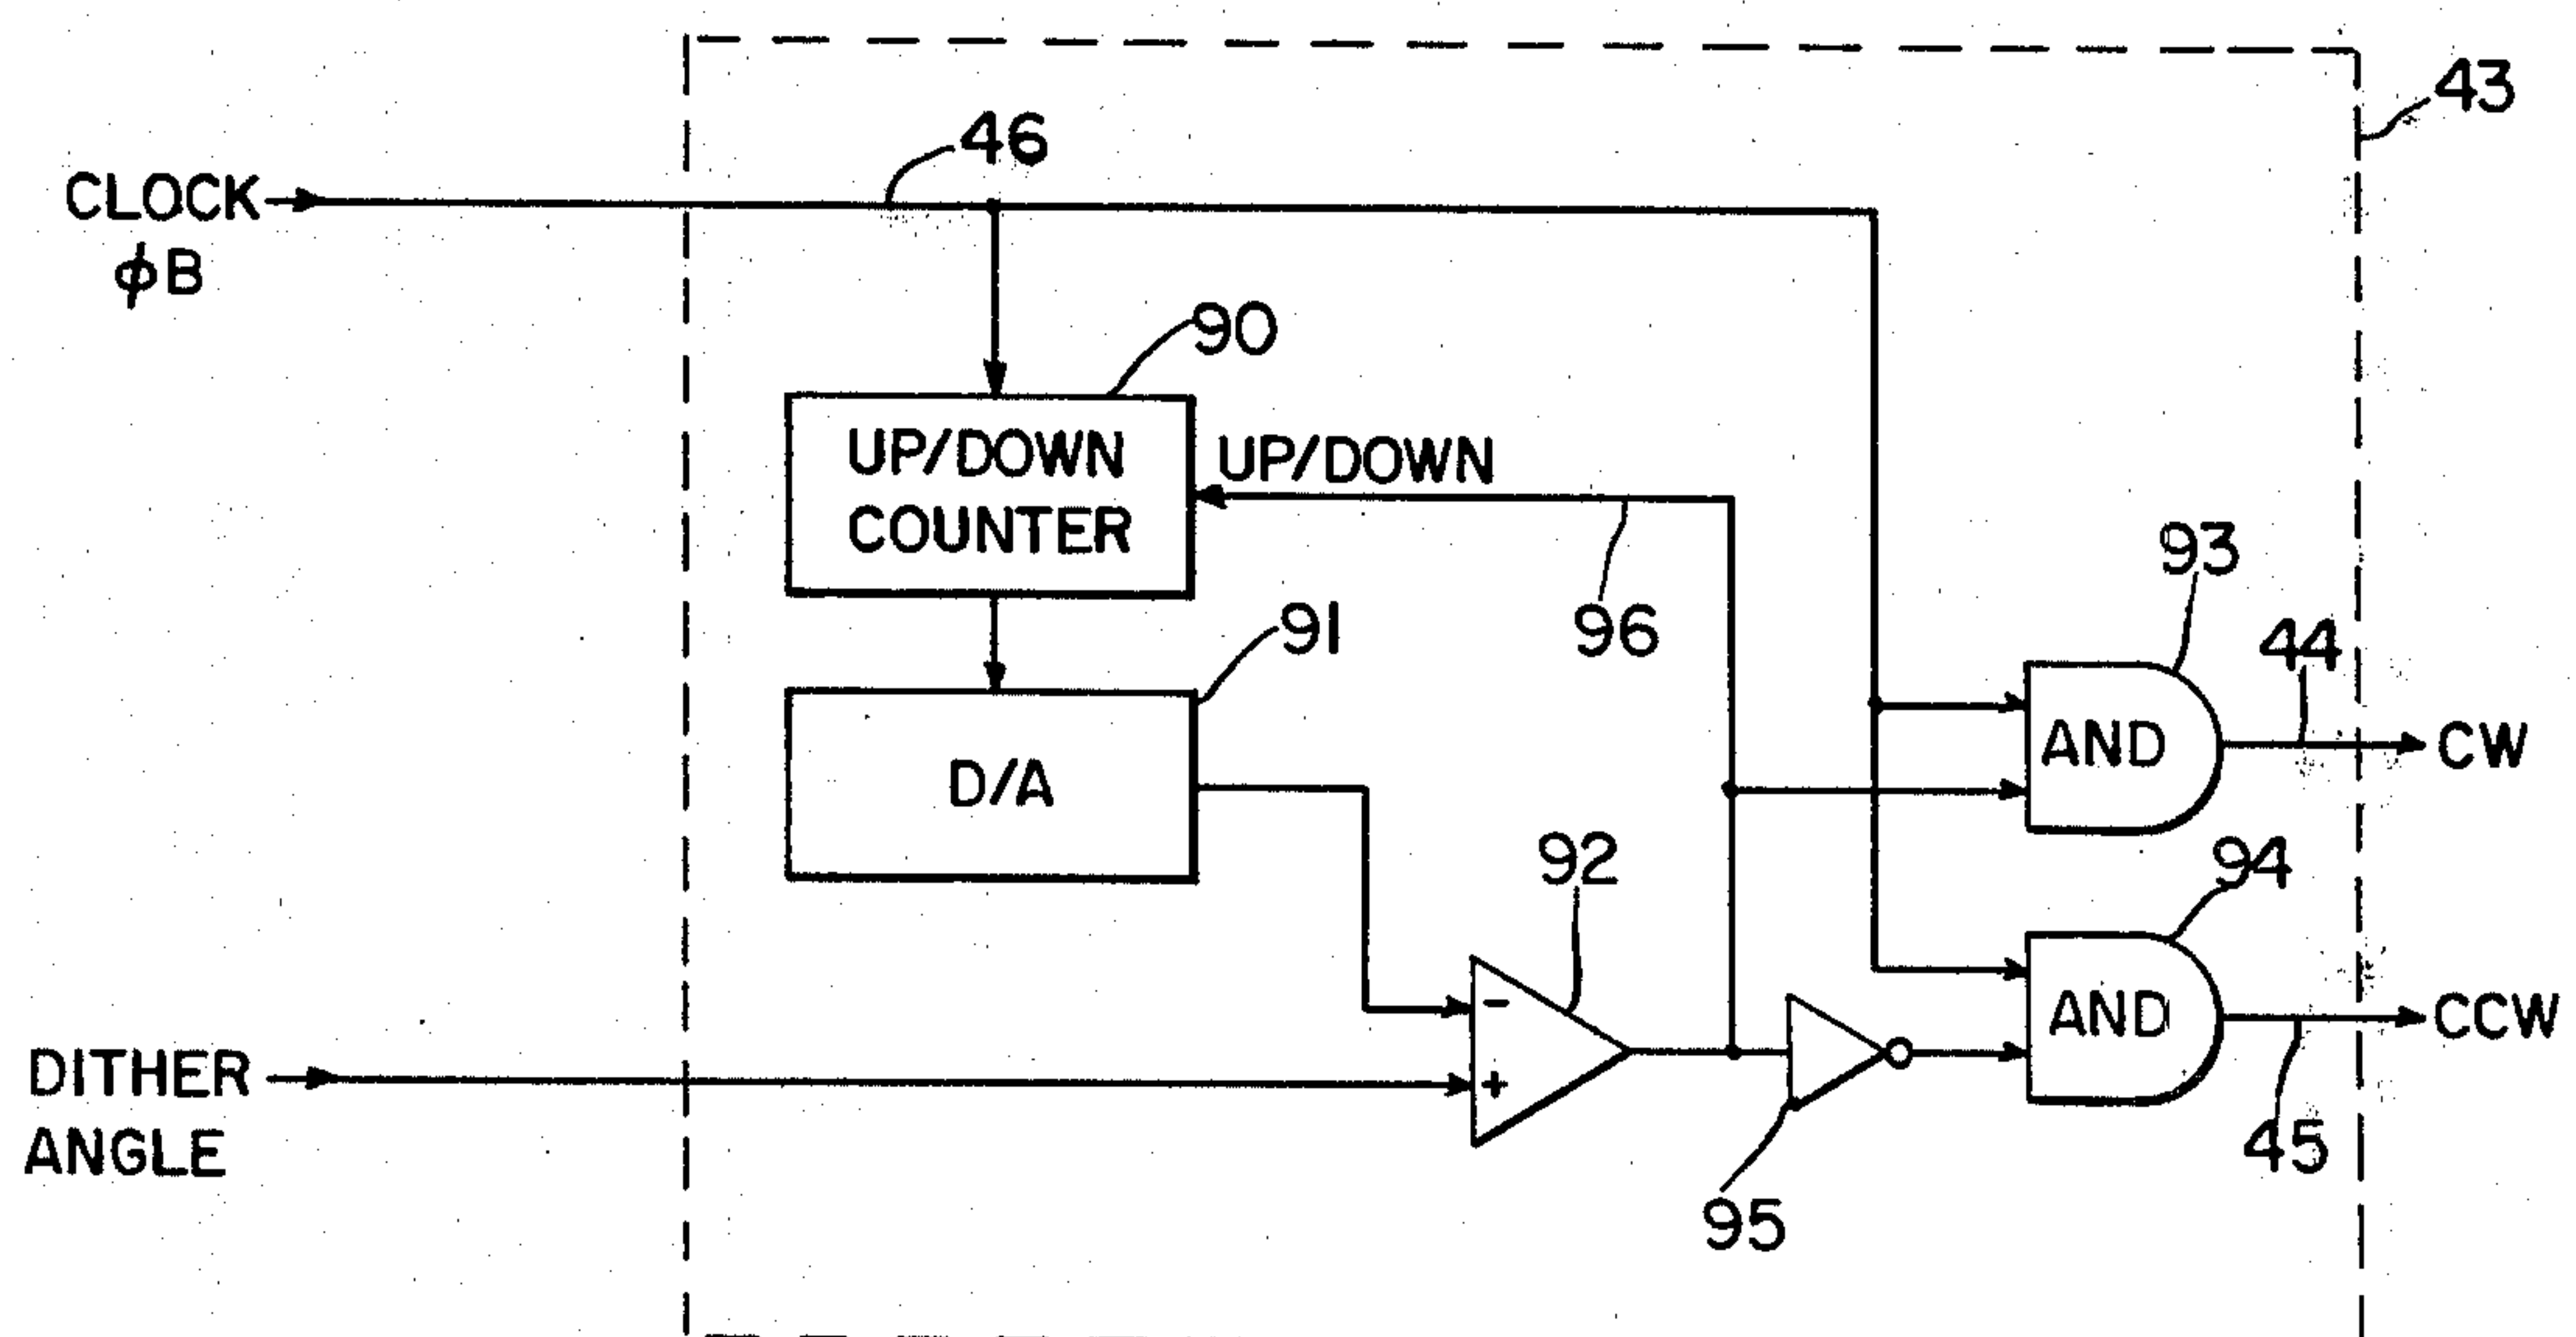 43
46
CLOCK
φB
90
UP/DOWN
COUNTER
UP/DOWN
93
91
96
44
D/A
AND
CW
92
94
-
+
AND
CCW
DITHER
ANGLE
45
95